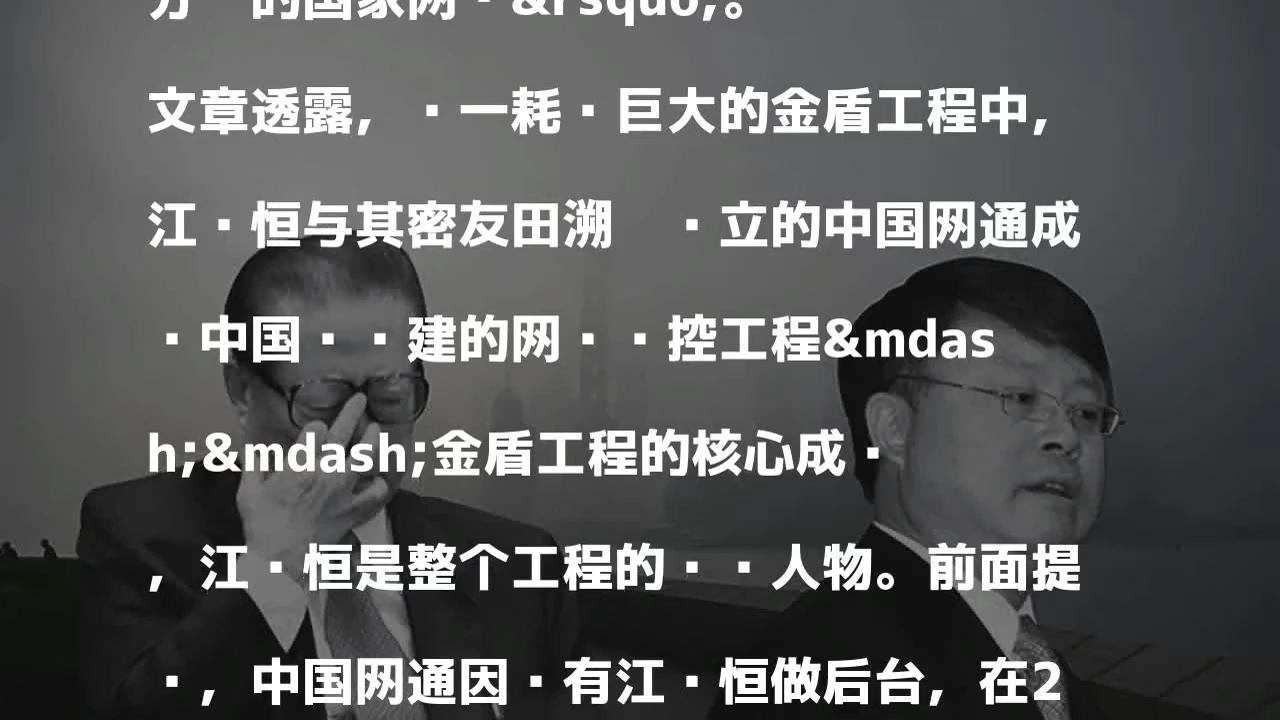 的国家网·&rsquo;。
文章透露，·一耗·巨大的金盾工程中，
江·恒与其密友田溯 ·立的中国网通成
·中国··建的网··控工程&mdas
h;&mdash;金盾工程的核心成·
，江·恒是整个工程的··人物。前面提
·，中国网通因·有江·恒做后台，在2